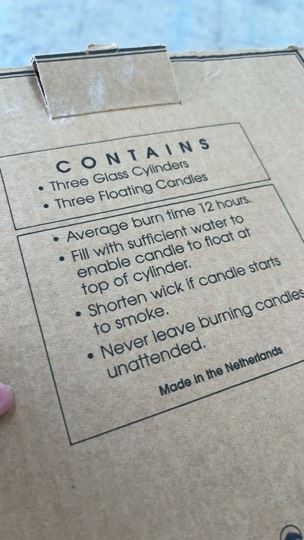 CONTAINS
• Three Glass Cylinders
• Three Floating Candles
• Average burn time 12 hours.
• Fill with sufficient water to
enable candle to float at
top of cylinder.
• Shorten wick if candle starts
to smoke.
• Never leave burning candles
unattended.
Made in the Netherlands